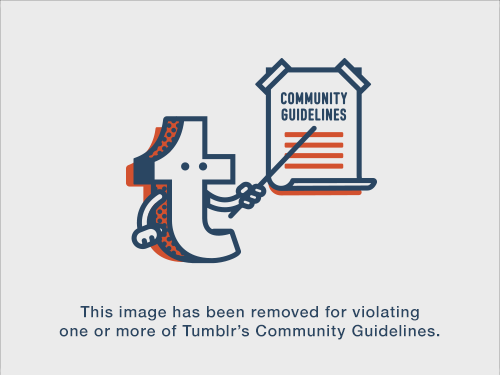 COMMUNITY
GUIDELINES
This image has been removed for violating
one or more of Tumblr's Community Guidelines.